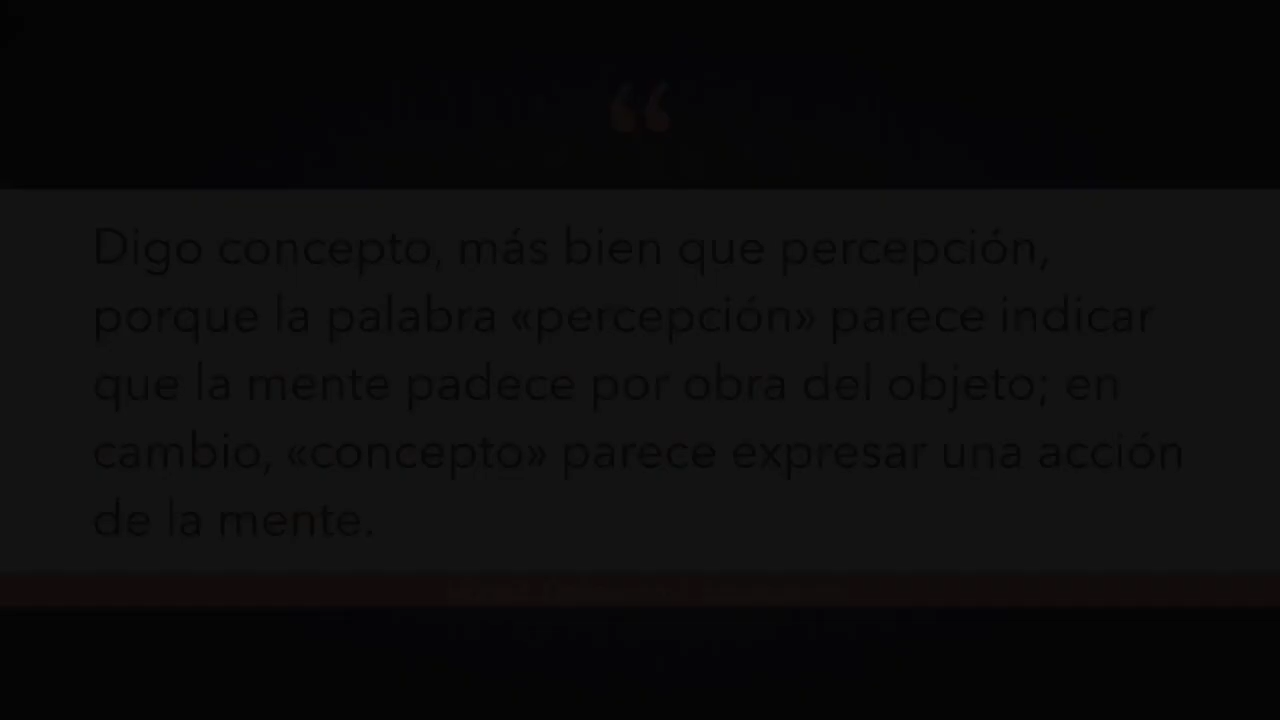 “
Digo concepto, más bien que percepción,
porque la palabra «percepción» parece indicar
que la mente padece por obra del objeto; en
cambio, «concepto» parece expresar una acción
de la mente.